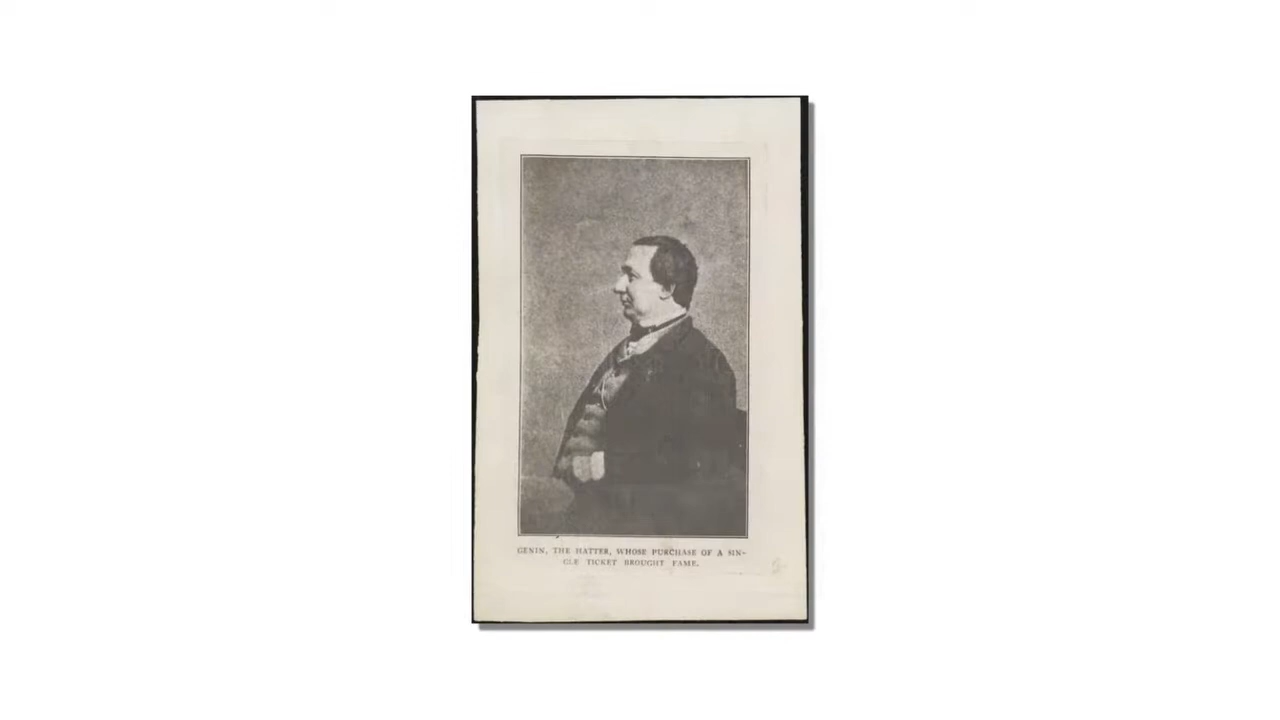 GENIN, THE HATTER, WHOSE PURCHASE OF A SIN-
GLE TICKET BROUGHT FAME.